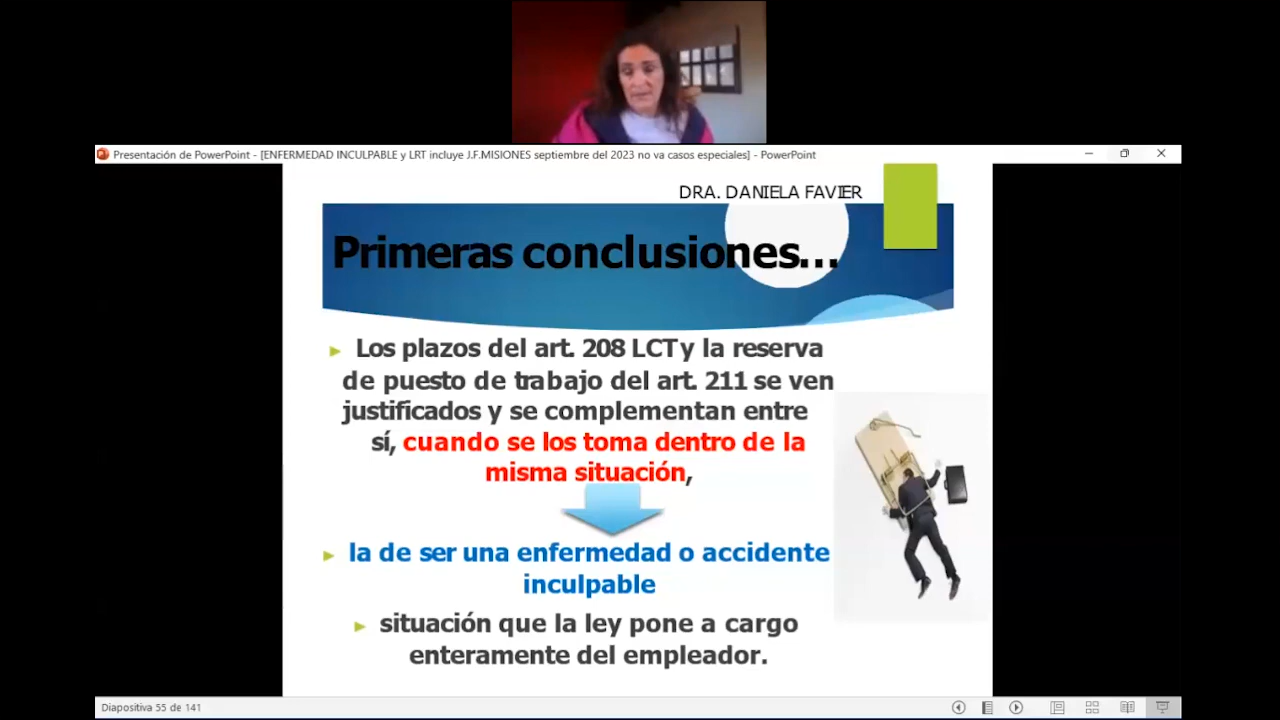 Presentación de PowerPoint - [ENFERMEDAD INCULPABLE y LRT incluye J.F.MISIONES septiembre del 2023 no va casos especiales] - PowerPoint
DRA. DANIELA FAVIER
Primeras conclusiones...
Los plazos del art. 208 LCT y la reserva
de puesto de trabajo del art. 211 se ven
justificados y se complementan entre
sí, cuando se los toma dentro de la
misma situación,
la de ser una enfermedad o accidente
inculpable
situación que la ley pone a cargo
enteramente del empleador.
Diapositiva 55 de 141